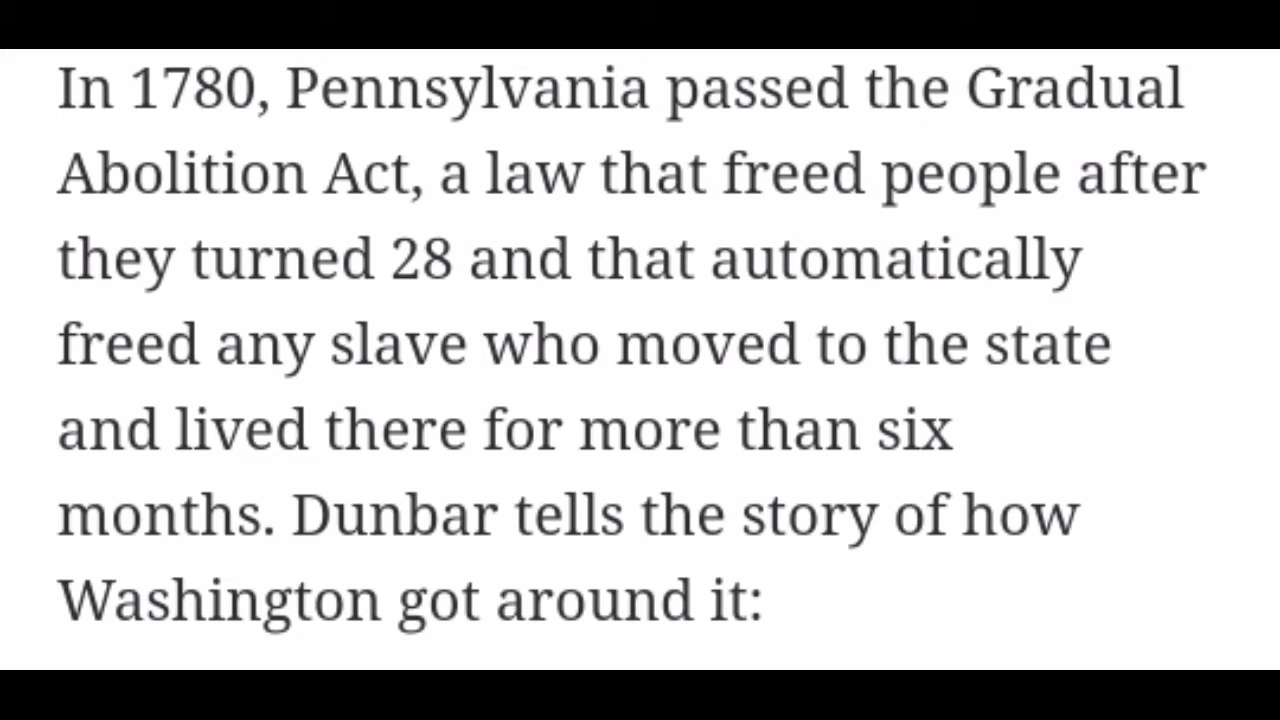 In 1780, Pennsylvania passed the Gradual
Abolition Act, a law that freed people after
they turned 28 and that automatically
freed any slave who moved to the state
and lived there for more than six
months. Dunbar tells the story of how
Washington got around it: